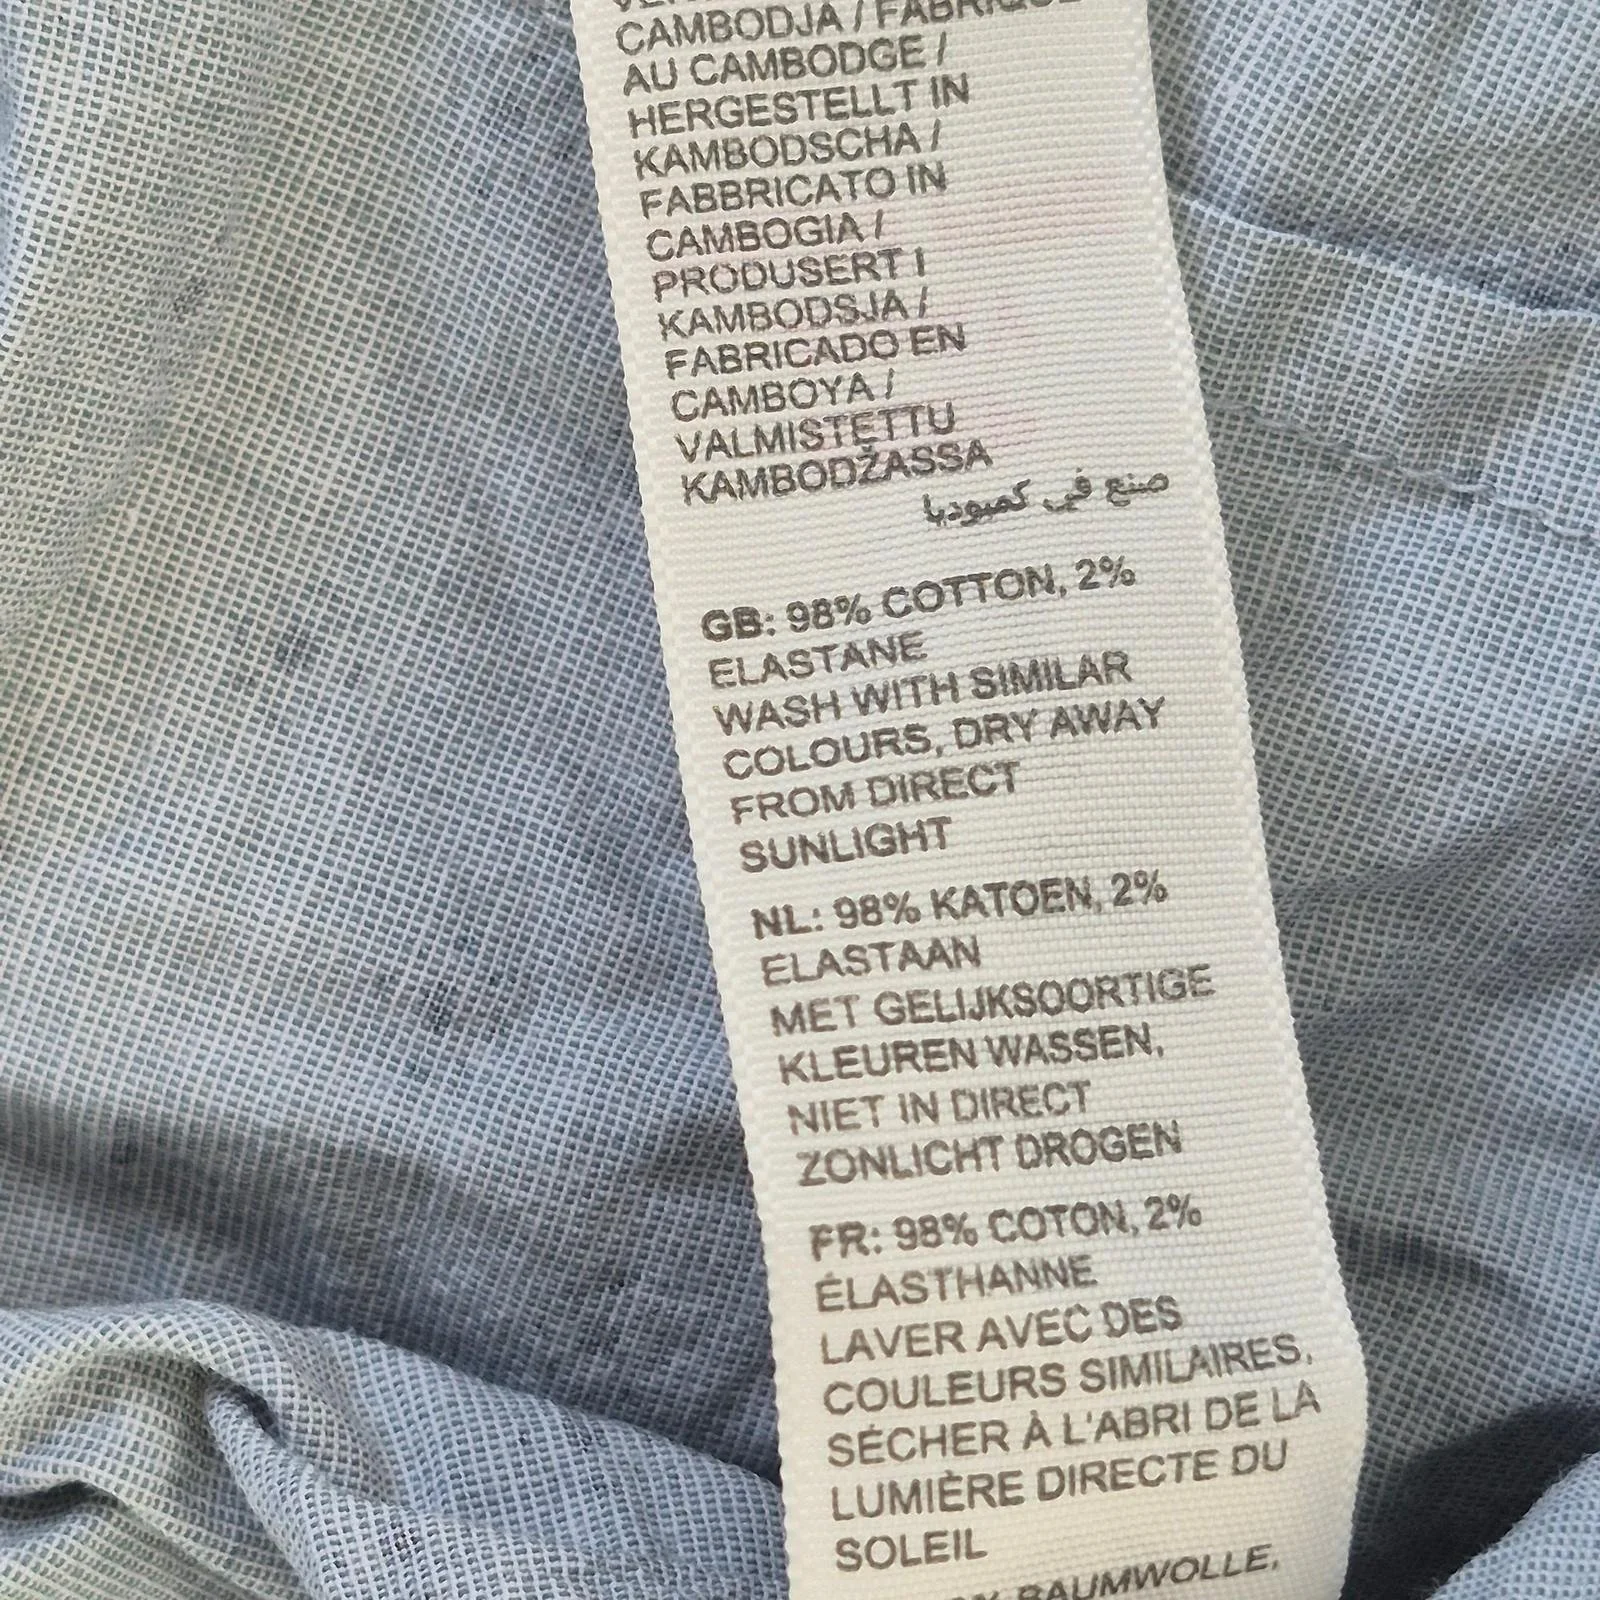 CAMBODJA / FABRIQUÉ
AU CAMBODGE /
HERGESTELLT IN
KAMBODSCHA /
FABBRICATO IN
CAMBOGIA /
PRODUSERT I
KAMBODSJA /
FABRICADO EN
CAMBOYA /
VALMISTETTU
KAMBODŽASSA
صنع في كمبوديا
GB: 98% COTTON, 2%
ELASTANE
WASH WITH SIMILAR
COLOURS, DRY AWAY
FROM DIRECT
SUNLIGHT
NL: 98% KATOEN, 2%
ELASTAAN
MET GELIJKSOORTIGE
KLEUREN WASSEN,
NIET IN DIRECT
ZONLICHT DROGEN
FR: 98% COTON, 2%
ÉLASTHANNE
LAVER AVEC DES
COULEURS SIMILAIRES,
SÉCHER À L'ABRI DE LA
LUMIÈRE DIRECTE DU
SOLEIL
BAUMWOLLE,